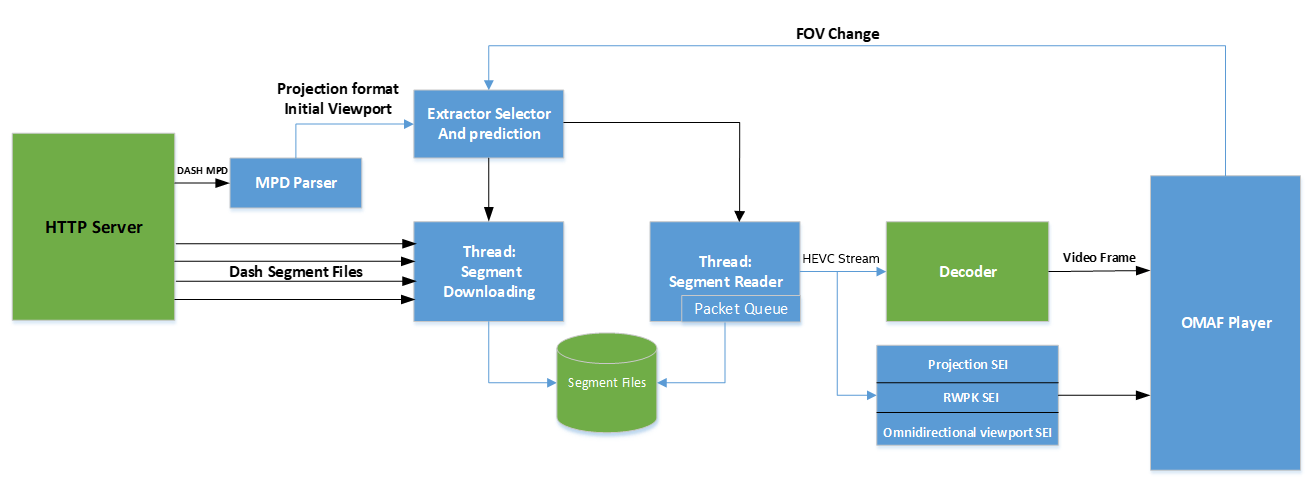 FOV Change
Projection format
Initial Viewport
Extractor Selector
And prediction
DASH MPD
MPD Parser
HTTP Server
Dash Segment Files
Thread:
Segment
Downloading
Thread:
Segment Reader
Packet Queue
HEVC Stream
Decoder
Video Frame
OMAF Player
Segment Files
Projection SEI
RWPK SEI
Omnidirectional viewport SEI